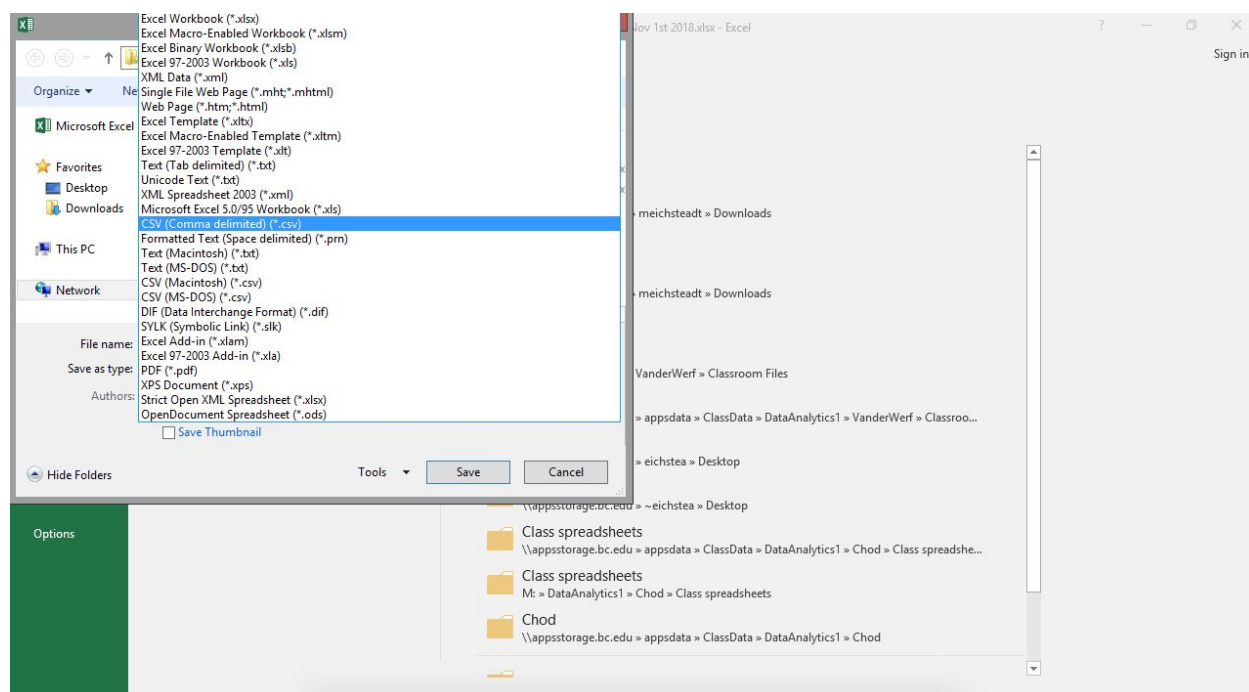 Nov 1st 2018.xlsx - Excel
Sign in
Organize
Ne
Microsoft Excel
Favorites
Desktop
Downloads
This PC
Network
Excel Workbook (*.xlsx)
Excel Macro-Enabled Workbook (*.xlsm)
Excel Binary Workbook (*.xlsb)
Excel 97-2003 Workbook (*.xls)
XML Data (*.xml)
Single File Web Page (*.mht;*.mhtml)
Web Page (*.htm;*.html)
Excel Template (*.xltx)
Excel Macro-Enabled Template (*.xltm)
Excel 97-2003 Template (*.xlt)
Text (Tab delimited) (*.txt)
Unicode Text (*.txt)
XML Spreadsheet 2003 (*.xml)
Microsoft Excel 5.0/95 Workbook (*.xls)
CSV (Comma delimited) (*.csv)
Formatted Text (Space delimited) (*.prn)
Text (Macintosh) (*.txt)
Text (MS-DOS) (*.txt)
CSV (Macintosh) (*.csv)
CSV (MS-DOS) (*.csv)
DIF (Data Interchange Format) (*.dif)
SYLK (Symbolic Link) (*.slk)
Excel Add-in (*.xlam)
Excel 97-2003 Add-in (*.xla)
PDF (*.pdf)
XPS Document (*.xps)
Strict Open XML Spreadsheet (*.xlsx)
OpenDocument Spreadsheet (*.ods)
File name:
Save as type:
Authors:
Save Thumbnail
Hide Folders
Tools
Save
Cancel
Options
meichsteadt » Downloads
meichsteadt » Downloads
VanderWerf » Classroom Files
» appsdata » ClassData » DataAnalytics1 » VanderWerf » Classroo...
» eichstea » Desktop
\\appsstorage.bc.edu » ~eichstea » Desktop
Class spreadsheets
\\appsstorage.bc.edu » appsdata » ClassData » DataAnalytics1 » Chod » Class spreadshe...
Class spreadsheets
M: » DataAnalytics1 » Chod » Class spreadsheets
Chod
\\appsstorage.bc.edu » appsdata » ClassData » DataAnalytics1 » Chod